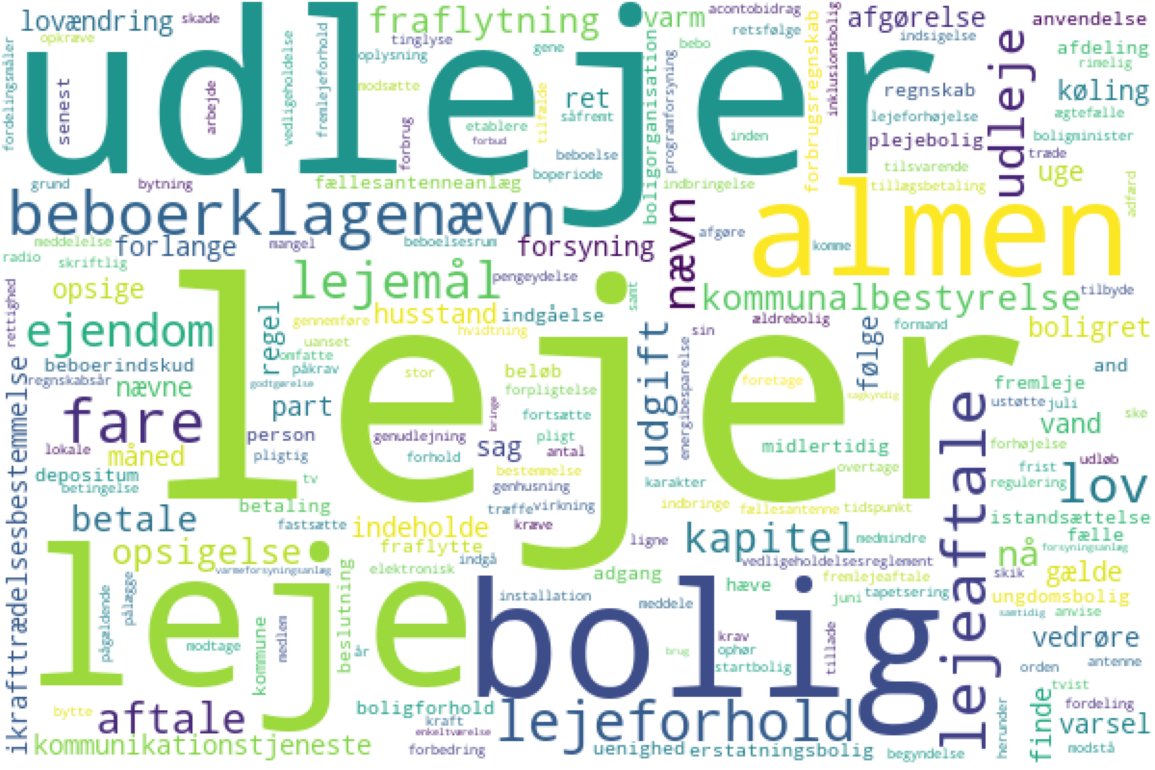 lovændring
skade
fraflytning
acontobidrag
varm
afgørelse
anvendelse
opkræve
tinglyse
gene
retsfølge
indsigelse
afdeling
rimelig
udlejer
oplysning
bebo
fordelingsmåler
senest
arbejde
vedligeholdelse
fremlejeforhold
modsætte
ret
såfremt
tilfælde
boligorganisation
forbrugsregnskab
inklusionsbolig
regnskab
udleje
køling
ægtefælle
etablere
forbud
forbrug
inden
programforsyning
lejeforhøjelse
plejebolig
boligminister
træde
beboelse
boperiode
tilsvarende
uge
adfærd
grund
bytning
fællesantenneanlæg
indbringelse
tillægsbetaling
beboerklagenævn
almen
meddelelse
forlange
mangel
beboelsesrum
forsyning
nævn
afgøre
komme
radio
skriftlig
opsige
lejemål
pengeydelse
samt
kommunalbestyrelse
tilbyde
rettighed
ejendom
regel
gennemføre
husstand
indgåelse
hvidtning
ældrebolig
sin
formand
boligret
lejer
uanset
omfatte
påkrav
godtgørelse
stor
beløb
forpligtelse
udgift
energibesparelse
foretage
sagkyndig
følge
and
beboerindskud
regnskabsår
nævne
fremleje
ustøtte
juli
ske
fare
part
bringe
fortsætte
vand
lokale
måned
person
pligtig
genudlejning
forhold
sag
pligt
antal
midlertidig
forhøjelse
udløb
depositum
betingelse
tv
bestemmelse
genhusning
karakter
overtage
frist
regulering
lov
betaling
fastsætte
træffe
virkning
indbringe
fællesantenne
tidspunkt
lejeaftale
istandsættelse
betale
indeholde
kræve
ligne
kapitel
medmindre
fælle
forsyningsanlæg
ikrafttrædelsesbestemmelse
opsigelse
fraflytte
indgå
vedligeholdelsesreglement
nå
varmeforsyningsanlæg
elektronisk
adgang
hæve
fremlejeaftale
skik
gælde
leje
pågældende
pålægge
beslutning
installation
meddele
juni
tapetsering
ungdomsbolig
samtidig
anvise
bolig
modtage
kommune
medlem
år
brug
krav
ophør
startbolig
tillade
vedrøre
orden
antenne
bytte
aftale
boligforhold
kraft
enkeltværelse
lejeforhold
tvist
fordeling
finde
varsel
herunder
modstå
kommunikationstjeneste
forbedring
uenighed
erstatningsbolig
begyndelse